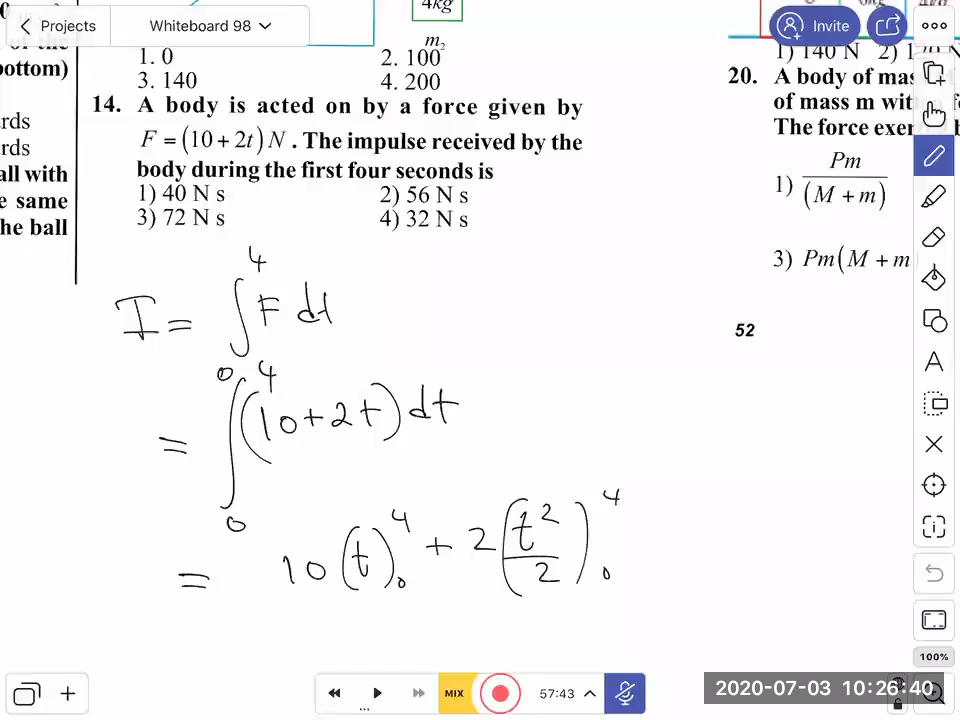 Projects
Whiteboard 98
Invite
4kg
m2
bottom)
ards
ards
all with
e same
he ball
1. 0
2. 100
3. 140
4. 200
14. A body is acted on by a force given by
F = (10 + 2t) N . The impulse received by the
body during the first four seconds is
1) 40 N s
2) 56 N s
3) 72 N s
4) 32 N s
I = ∫₀⁴ F dt
= ∫₀⁴ (10+2t) dt
= 10 (t)₀⁴ + 2 (t²/2)₀⁴
1) 140 N 2)
20. A body of mas
of mass m with
The force exer
1) Pm/(M + m)
3) Pm(M + m
52
100%
MIX
57:43
2020-07-03 10:26:40